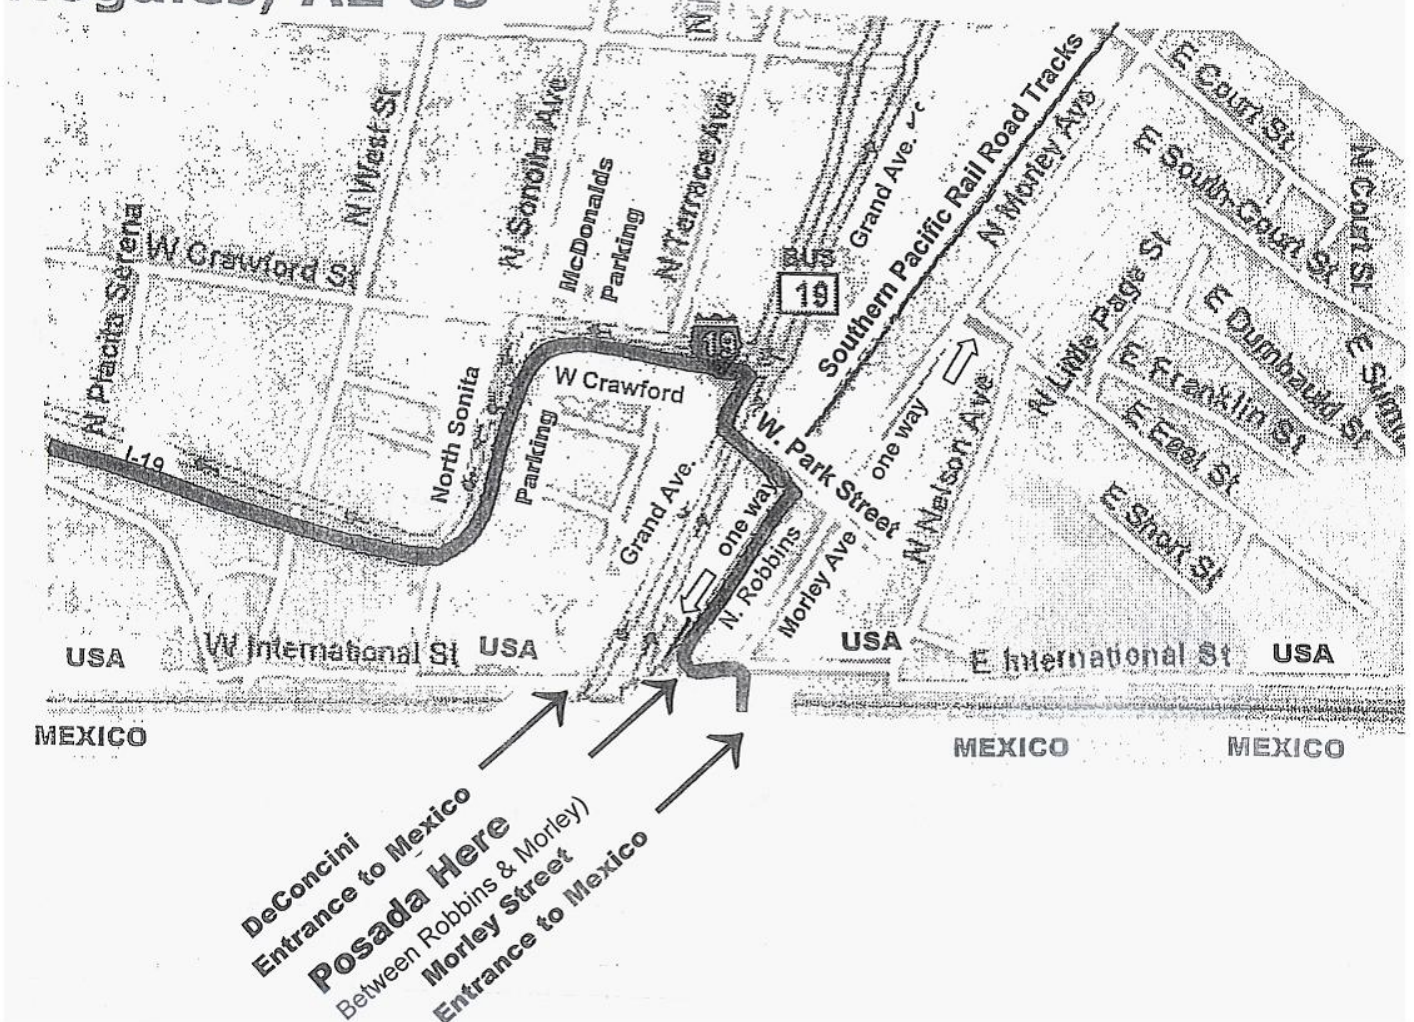 Nogales, AZ US
N West St
N Sonoita Ave
McDonalds
Parking
N Terrace Ave
Grand Ave.
Southern Pacific Rail Road Tracks
N Morley Ave
E Court St
E South Court St
N Court St
N Placita Serena
W Crawford St
BUS
19
19
N Little Page St
E Dumbauld St
E Franklin St
E East St
E Short St
W Crawford
North Sonita
Parking
I-19
W. Park Street
one way
N Nelson Ave
Grand Ave.
one way
N. Robbins
Morley Ave
USA
W International St
USA
USA
E International St
USA
MEXICO
MEXICO
MEXICO
DeConcini
Entrance to Mexico
Posada Here
Between Robbins & Morley)
Morley Street
Entrance to Mexico